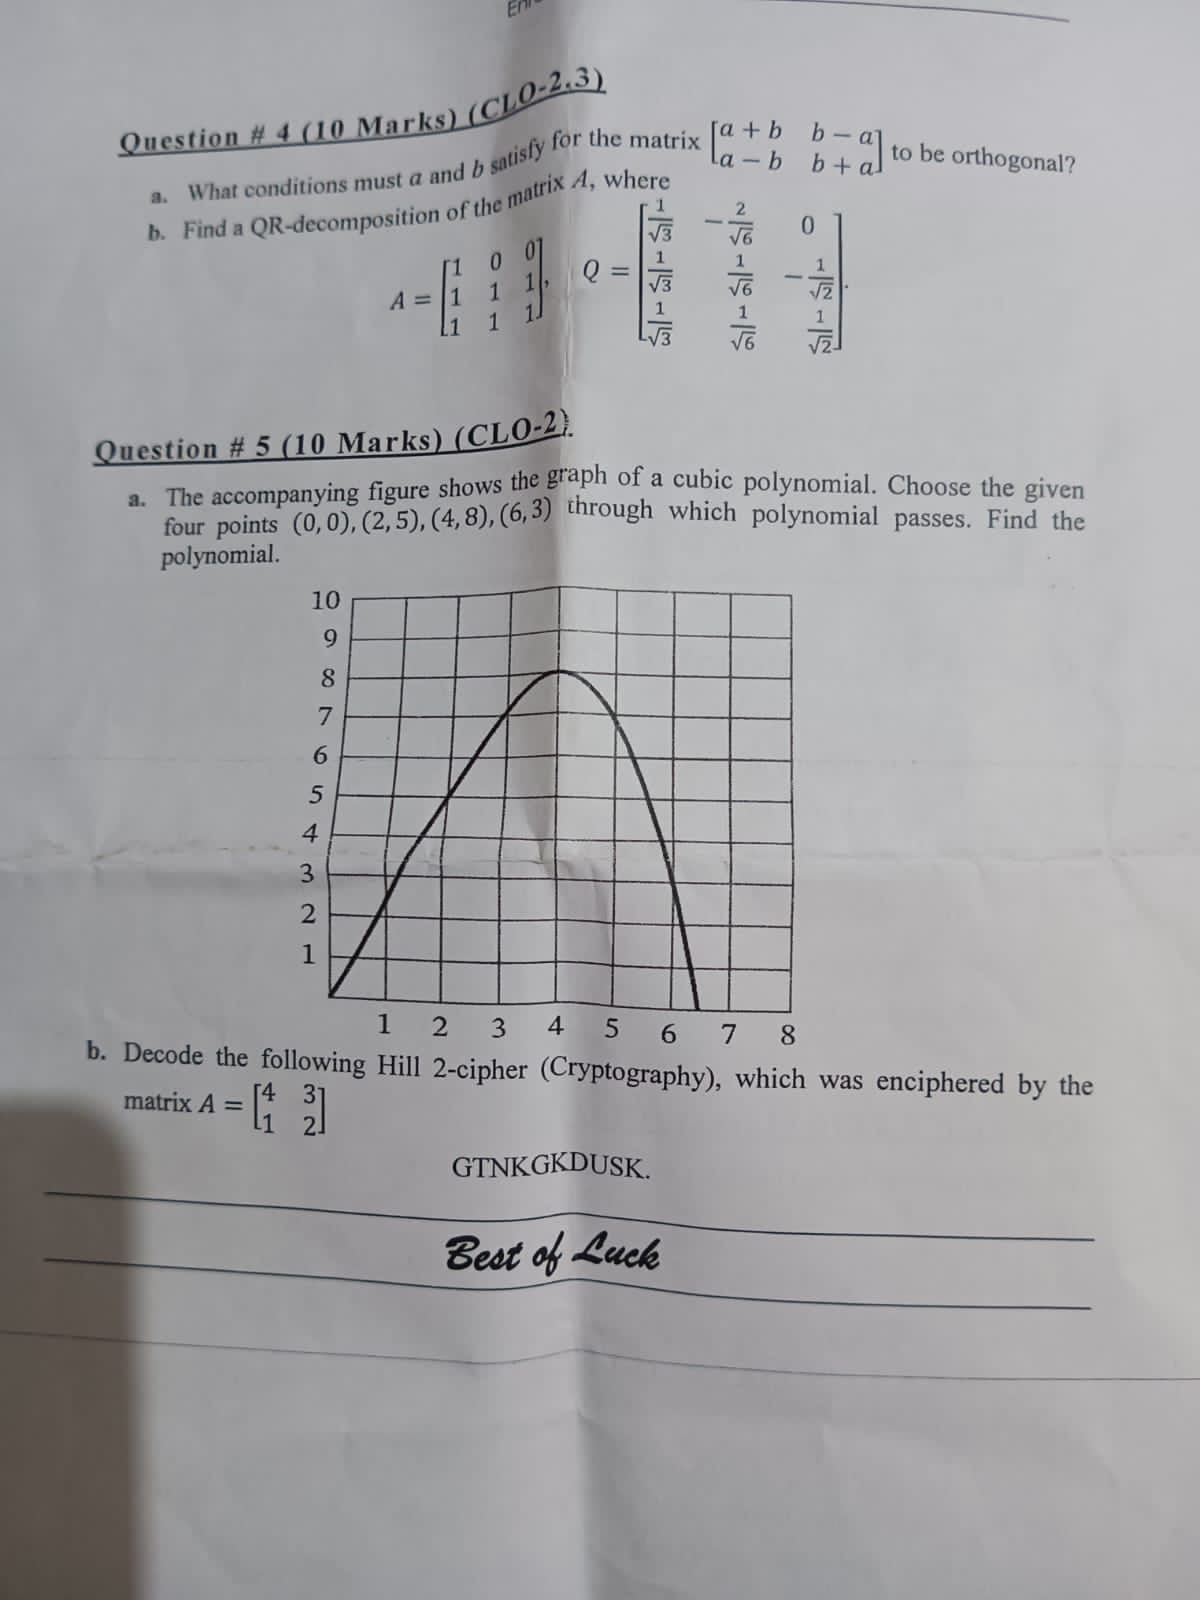 Question # 4 (10 Marks) (CLO-2.3)
a. What conditions must a and b satisfy for the matrix [a + b b − a; a − b b + a] to be orthogonal?
b. Find a QR-decomposition of the matrix A, where
A = [1 0 0; 1 1 1; 1 1 1], Q = [1/√3 −2/√6 0; 1/√3 1/√6 −1/√2; 1/√3 1/√6 1/√2].
Question # 5 (10 Marks) (CLO-2).
a. The accompanying figure shows the graph of a cubic polynomial. Choose the given
four points (0, 0), (2, 5), (4, 8), (6, 3) through which polynomial passes. Find the
polynomial.
10
9
8
7
6
5
4
3
2
1
1 2 3 4 5 6 7 8
b. Decode the following Hill 2-cipher (Cryptography), which was enciphered by the
matrix A = [4 3; 1 2]
GTNKGKDUSK.
Best of Luck